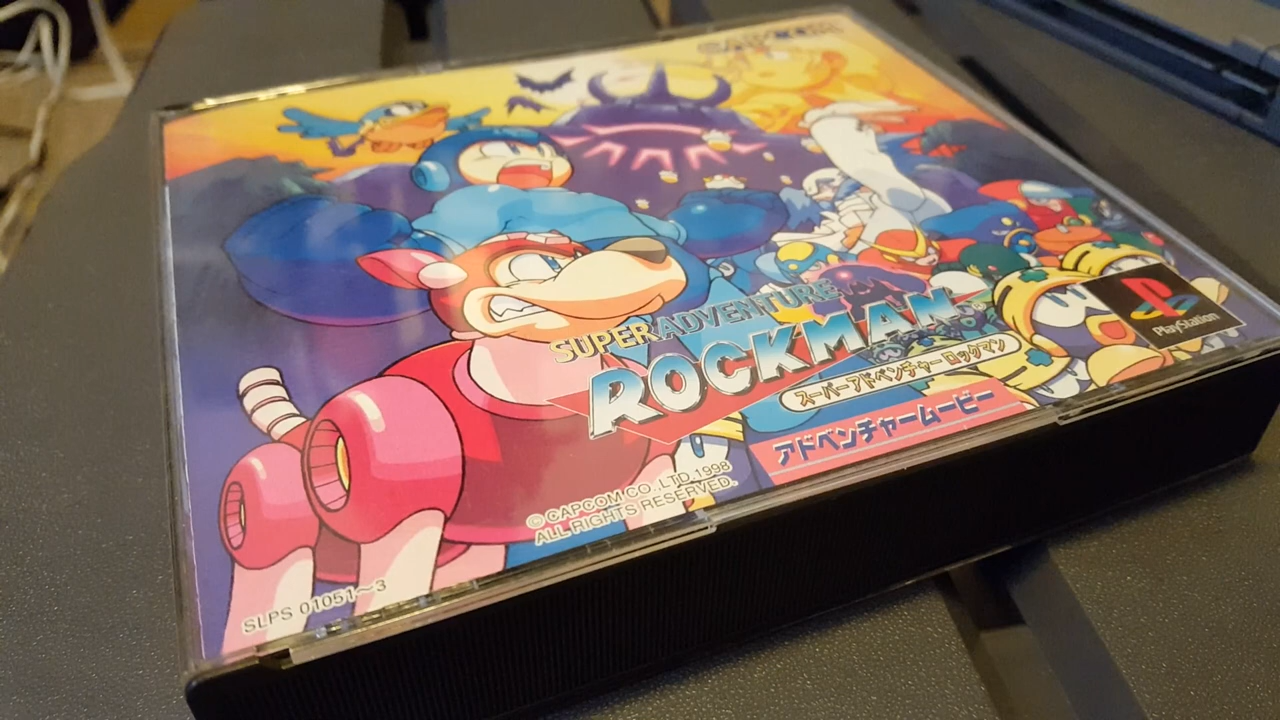 CAPCOM
SUPER ADVENTURE
ROCKMAN
スーパーアドベンチャー ロックマン
アドベンチャームービー
PlayStation
© CAPCOM CO., LTD. 1998
ALL RIGHTS RESERVED.
SLPS 01051〜3